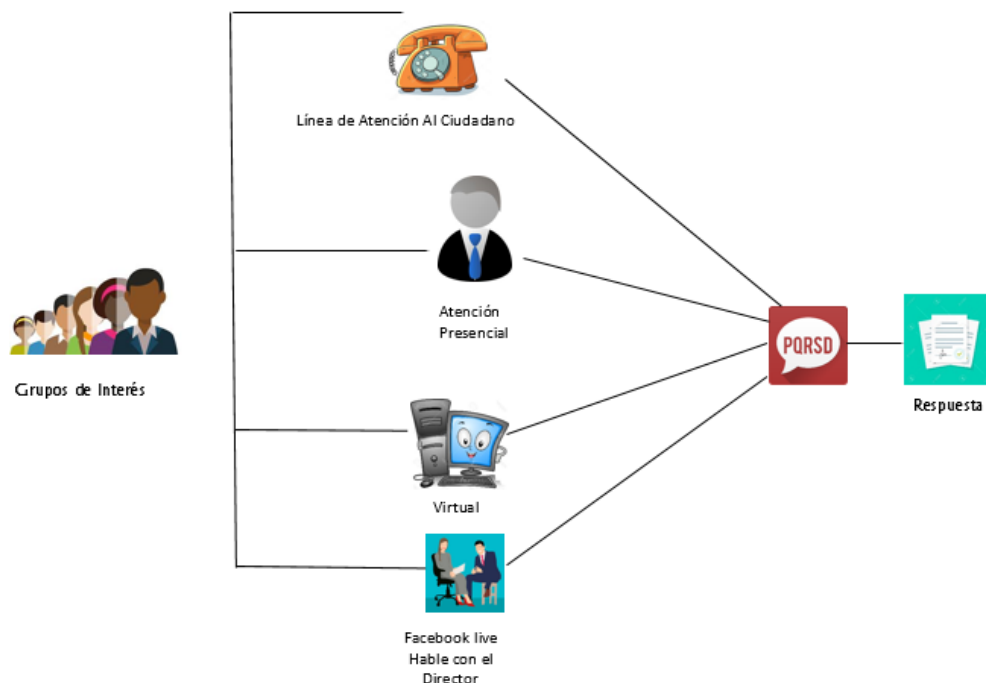 Línea de Atención Al Ciudadano
Atención
Presencial
Grupos de Interés
PQRSD
Respuesta
Virtual
Facebook live
Hable con el
Director